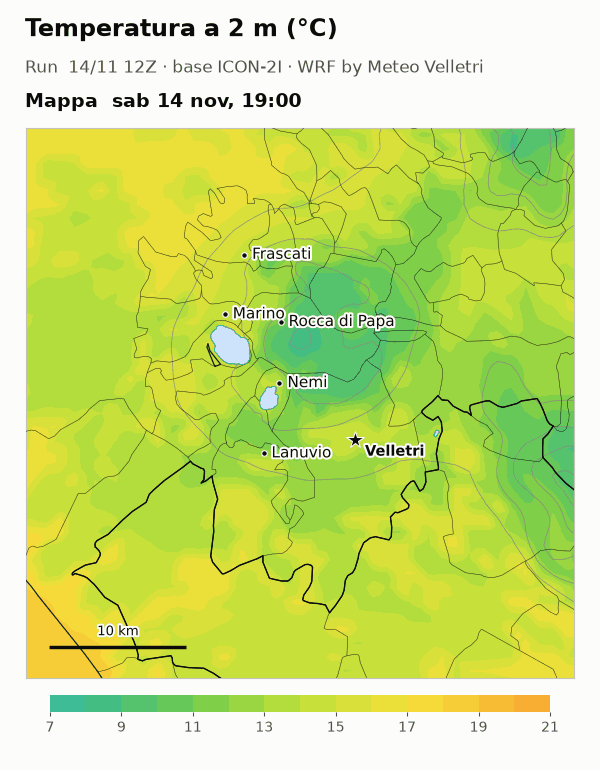 Temperatura a 2 m (°C)
Run  14/11 12Z · base ICON-2I · WRF by Meteo Velletri
Mappa  sab 14 nov, 19:00
Frascati
Marino
Rocca di Papa
Nemi
Velletri
Lanuvio
10 km
7 9 11 13 15 17 19 21